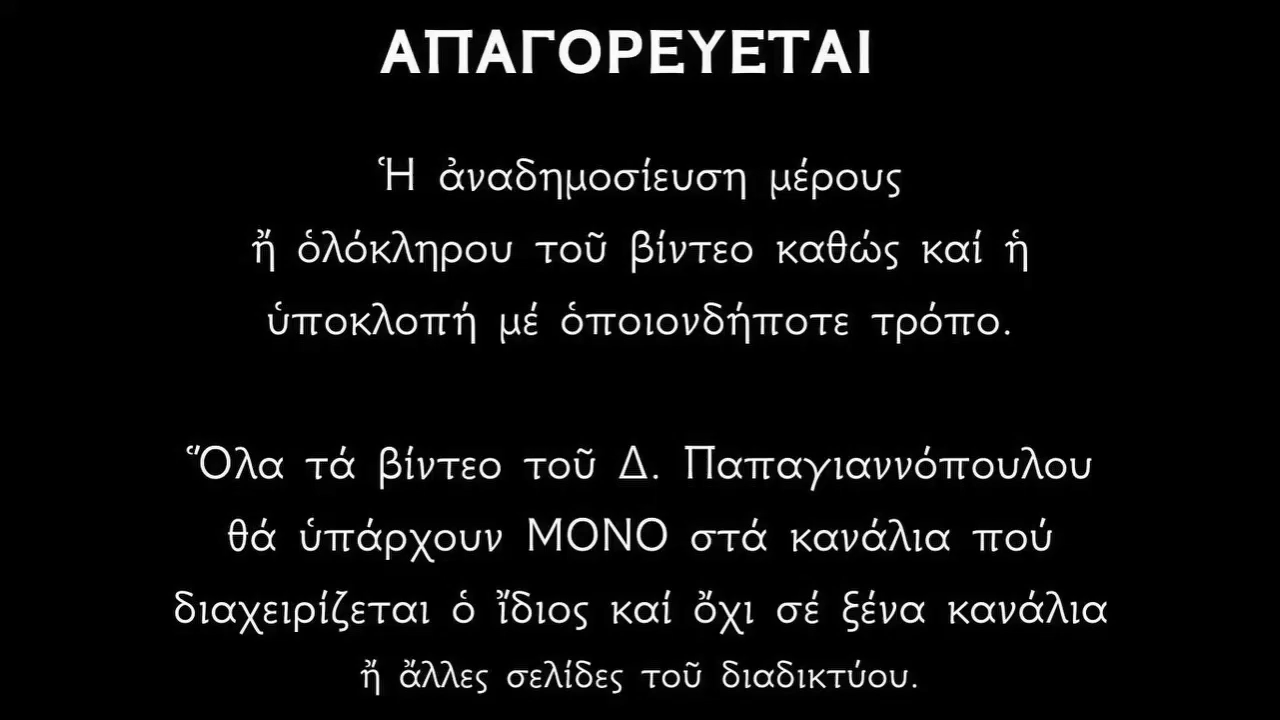 ΑΠΑΓΟΡΕΥΕΤΑΙ
Ἡ ἀναδημοσίευση μέρους
ἤ ὁλόκληρου τοῦ βίντεο καθώς καί ἡ
ὑποκλοπή μέ ὁποιονδήποτε τρόπο.
Ὅλα τά βίντεο τοῦ Δ. Παπαγιαννόπουλου
θά ὑπάρχουν ΜΟΝΟ στά κανάλια πού
διαχειρίζεται ὁ ἴδιος καί ὄχι σέ ξένα κανάλια
ἤ ἄλλες σελίδες τοῦ διαδικτύου.